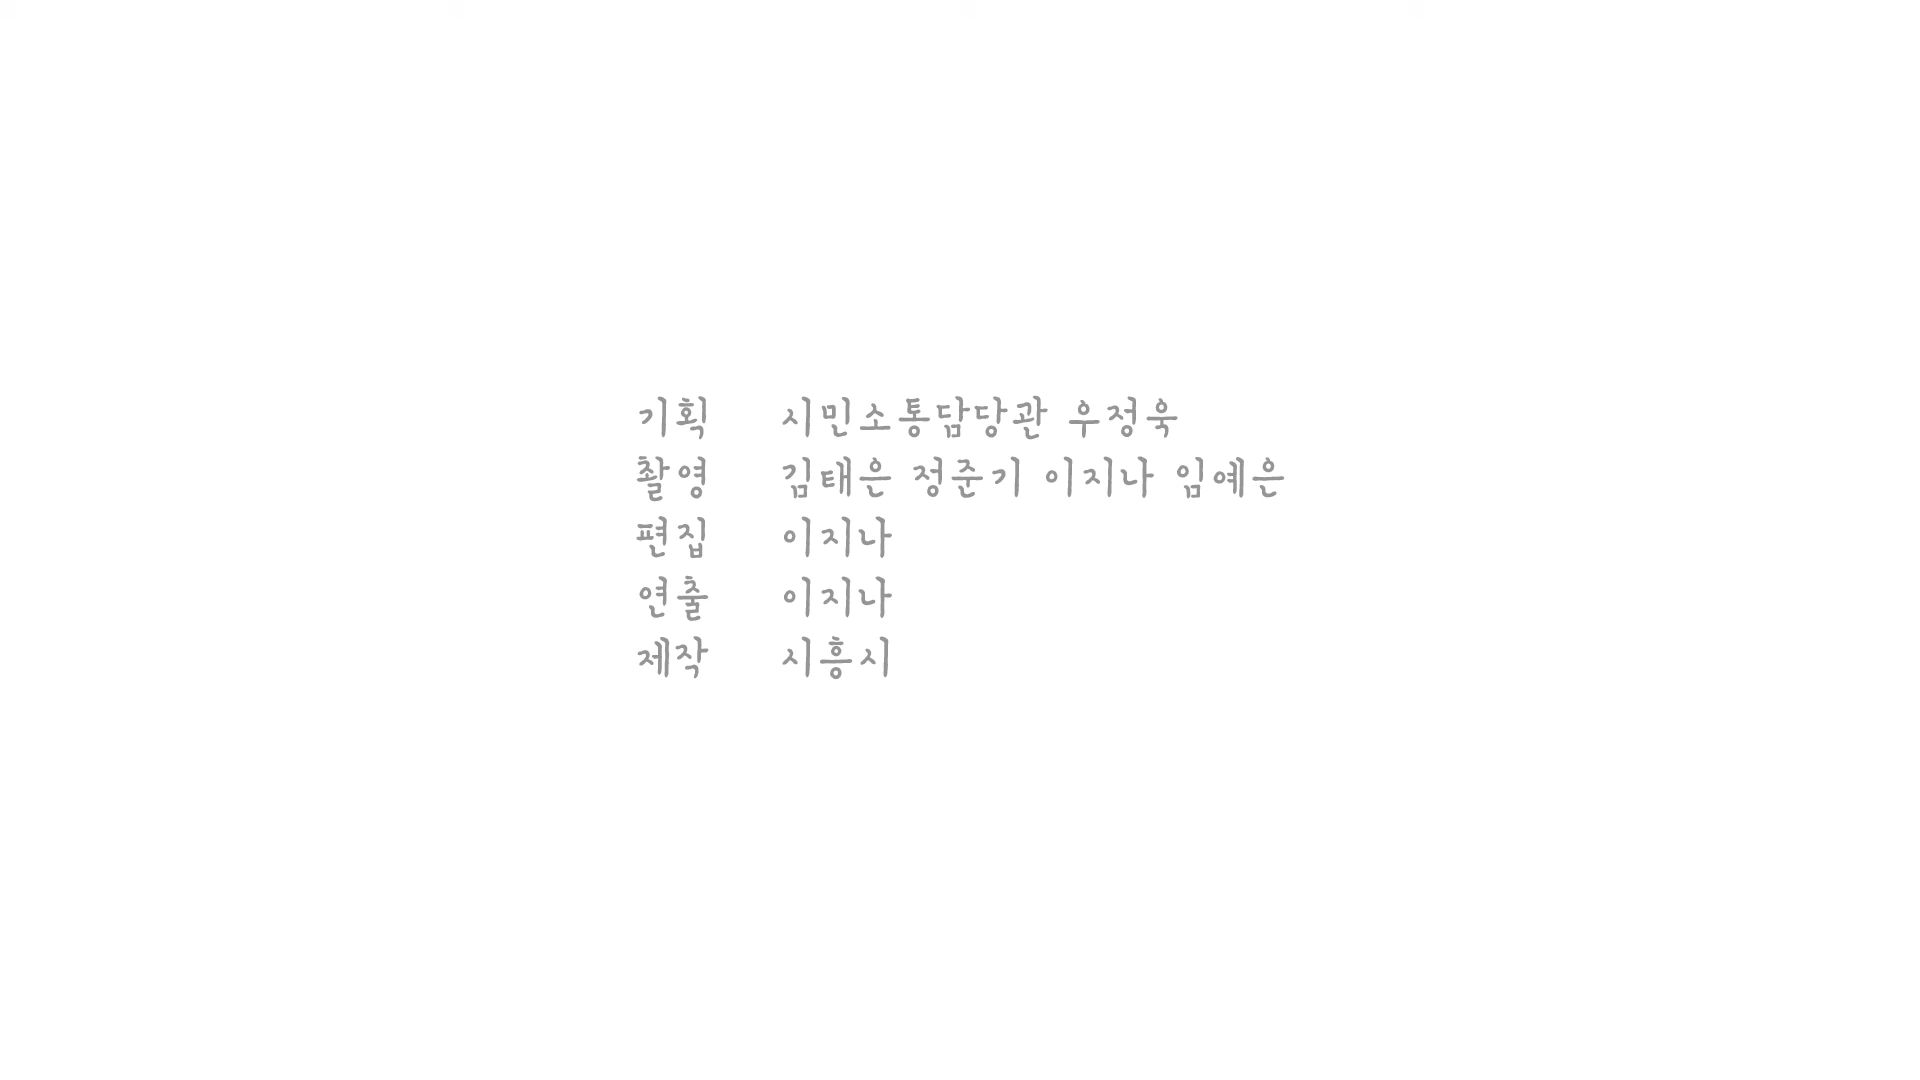 기획 시민소통담당관 우정욱
촬영 김태은 정준기 이지나 임예은
편집 이지나
연출 이지나
제작 시흥시